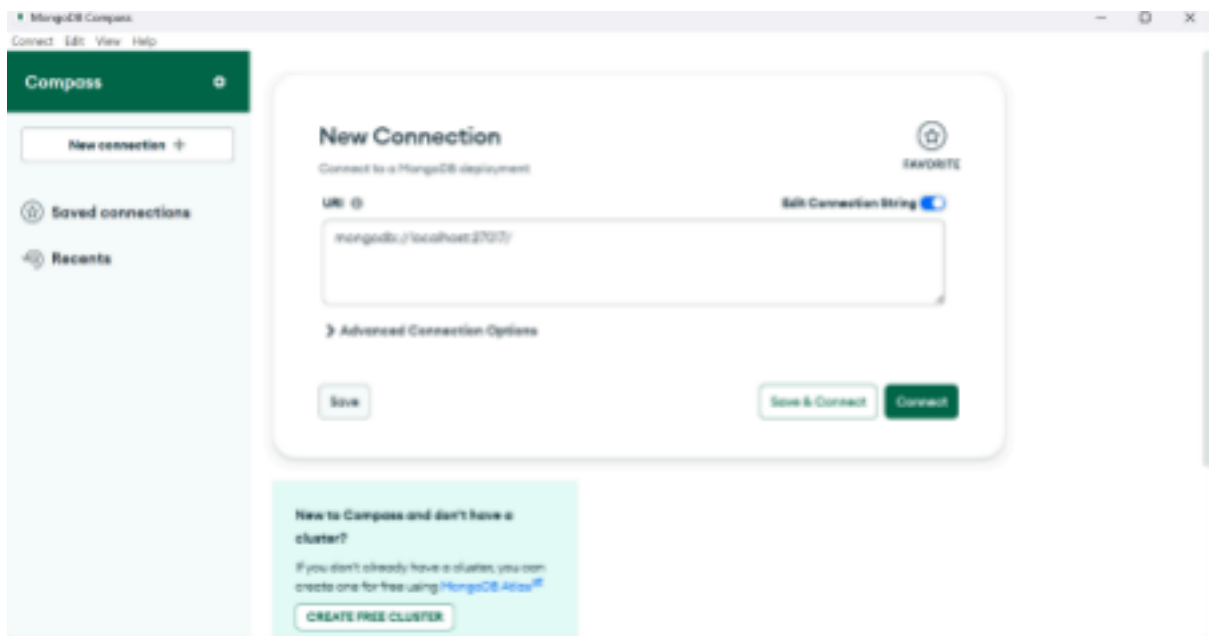 MongoDB Compass
Connect Edit View Help
Compass
New connection +
Saved connections
Recents
New Connection
Connect to a MongoDB deployment
FAVORITE
URI
Edit Connection String
mongodb://localhost:27017/
Advanced Connection Options
Save
Save & Connect
Connect
New to Compass and don't have a
cluster?
If you don't already have a cluster, you can
create one for free using MongoDB Atlas
CREATE FREE CLUSTER